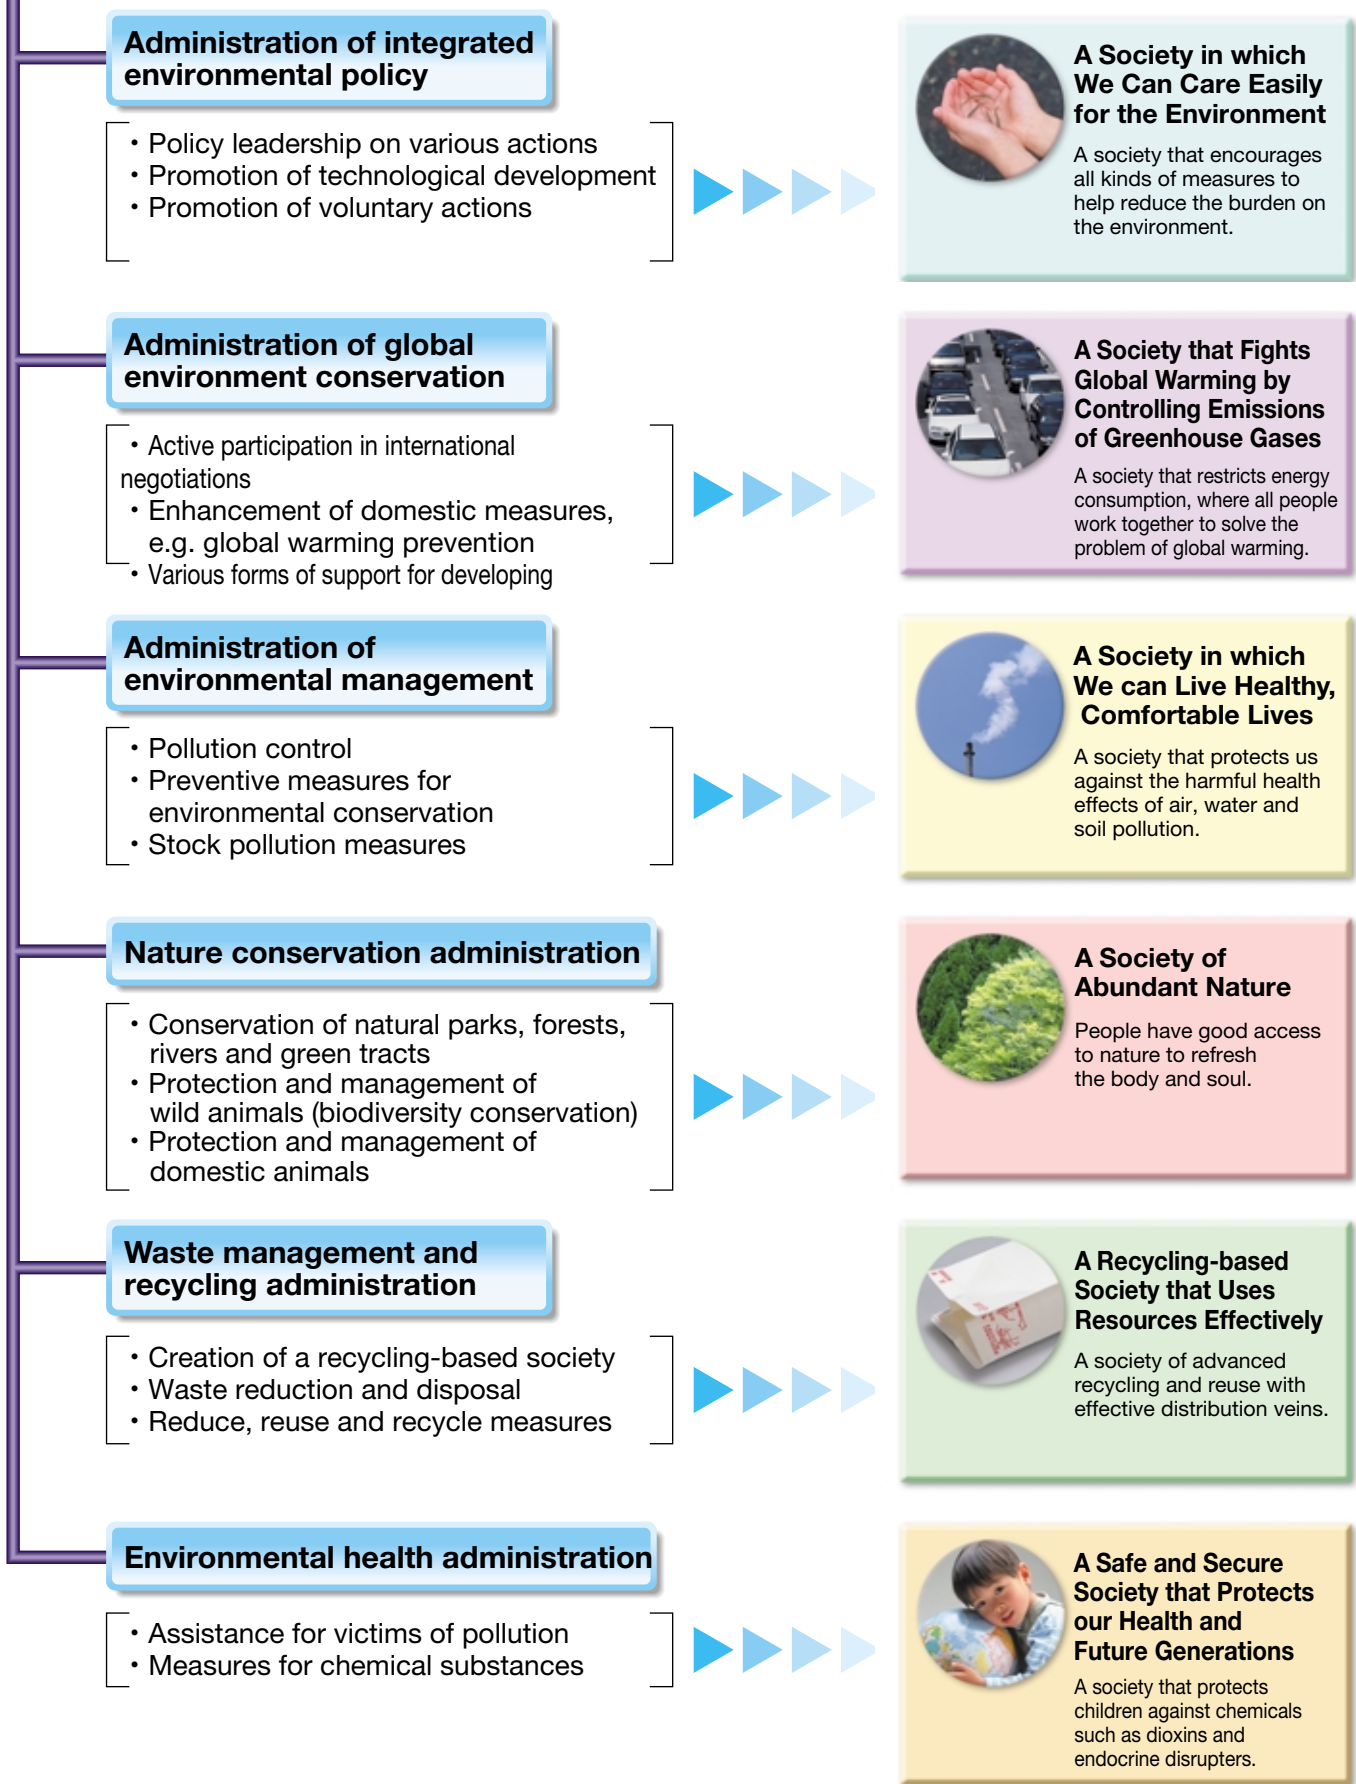 Administration of integrated
environmental policy
・Policy leadership on various actions
・Promotion of technological development
・Promotion of voluntary actions
A Society in which
We Can Care Easily
for the Environment
A society that encourages
all kinds of measures to
help reduce the burden on
the environment.
Administration of global
environment conservation
・Active participation in international
negotiations
・Enhancement of domestic measures,
e.g. global warming prevention
・Various forms of support for developing
A Society that Fights
Global Warming by
Controlling Emissions
of Greenhouse Gases
A society that restricts energy
consumption, where all people
work together to solve the
problem of global warming.
Administration of
environmental management
・Pollution control
・Preventive measures for
environmental conservation
・Stock pollution measures
A Society in which
We can Live Healthy,
Comfortable Lives
A society that protects us
against the harmful health
effects of air, water and
soil pollution.
Nature conservation administration
・Conservation of natural parks, forests,
rivers and green tracts
・Protection and management of
wild animals (biodiversity conservation)
・Protection and management of
domestic animals
A Society of
Abundant Nature
People have good access
to nature to refresh
the body and soul.
Waste management and
recycling administration
・Creation of a recycling-based society
・Waste reduction and disposal
・Reduce, reuse and recycle measures
A Recycling-based
Society that Uses
Resources Effectively
A society of advanced
recycling and reuse with
effective distribution veins.
Environmental health administration
・Assistance for victims of pollution
・Measures for chemical substances
A Safe and Secure
Society that Protects
our Health and
Future Generations
A society that protects
children against chemicals
such as dioxins and
endocrine disrupters.